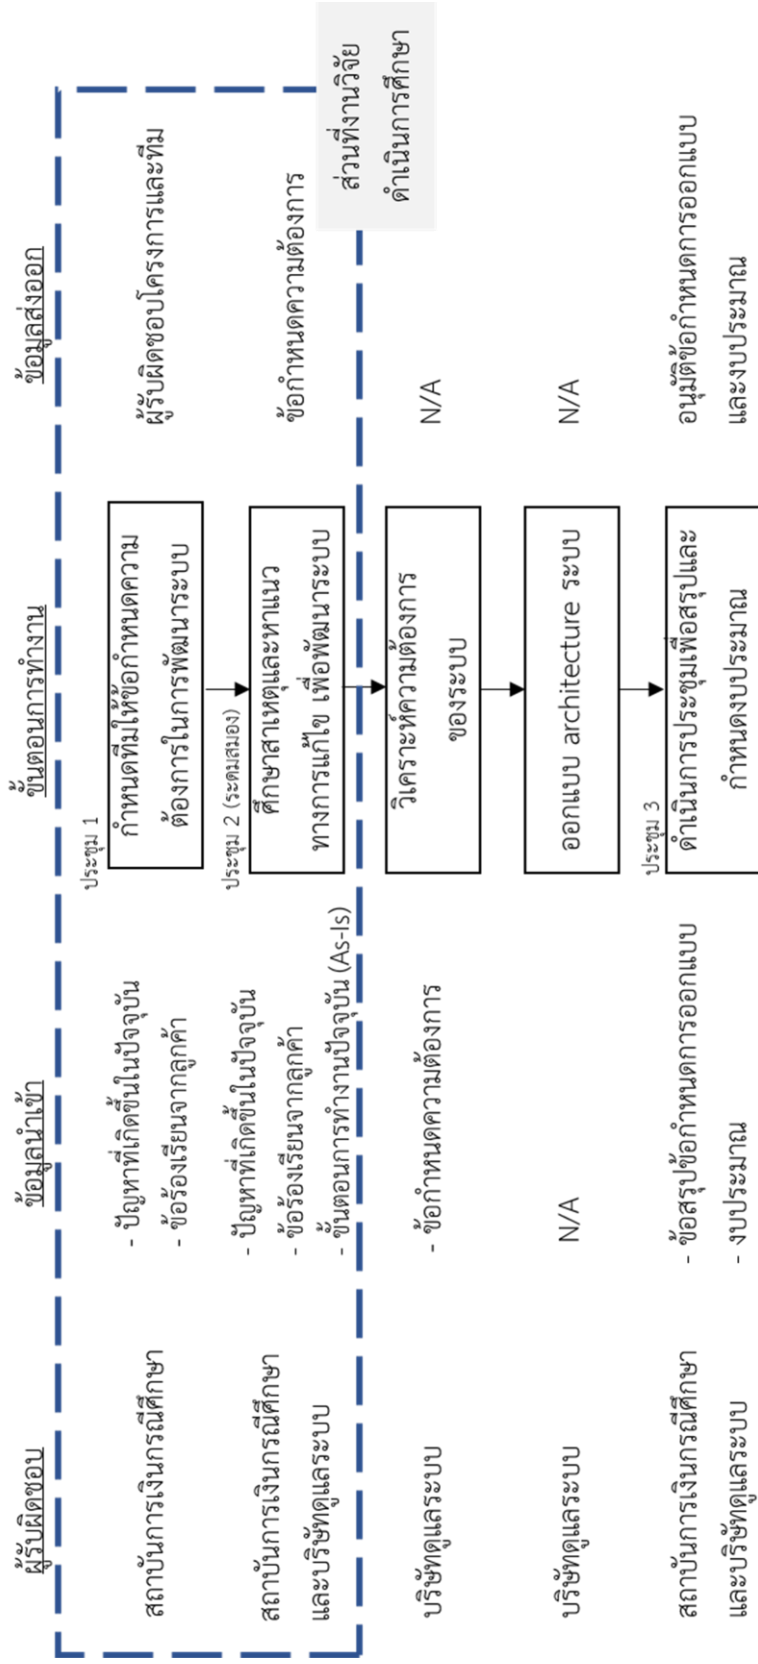 ผู้รับผิดชอบ
ข้อมูลนำเข้า
ขั้นตอนการทำงาน
ข้อมูลส่งออก
สถาบันการเงินกรณีศึกษา
- ปัญหาที่เกิดขึ้นในปัจจุบัน
- ข้อร้องเรียนจากลูกค้า
ประชุม 1
กำหนดทีมให้ข้อกำหนดความ
ต้องการในการพัฒนาระบบ
ผู้รับผิดชอบโครงการและทีม
สถาบันการเงินกรณีศึกษา
และบริษัทดูแลระบบ
- ปัญหาที่เกิดขึ้นในปัจจุบัน
- ข้อร้องเรียนจากลูกค้า
- ขั้นตอนการทำงานปัจจุบัน (As-Is)
ประชุม 2 (ระดมสมอง)
ศึกษาสาเหตุและหาแนว
ทางการแก้ไข เพื่อพัฒนาระบบ
ข้อกำหนดความต้องการ
ส่วนที่งานวิจัย
ดำเนินการศึกษา
บริษัทดูแลระบบ
- ข้อกำหนดความต้องการ
วิเคราะห์ความต้องการ
ของระบบ
N/A
บริษัทดูแลระบบ
N/A
ออกแบบ architecture ระบบ
N/A
สถาบันการเงินกรณีศึกษา
และบริษัทดูแลระบบ
- ข้อสรุปข้อกำหนดการออกแบบ
- งบประมาณ
ประชุม 3
ดำเนินการประชุมเพื่อสรุปและ
กำหนดงบประมาณ
อนุมัติข้อกำหนดการออกแบบ
และงบประมาณ